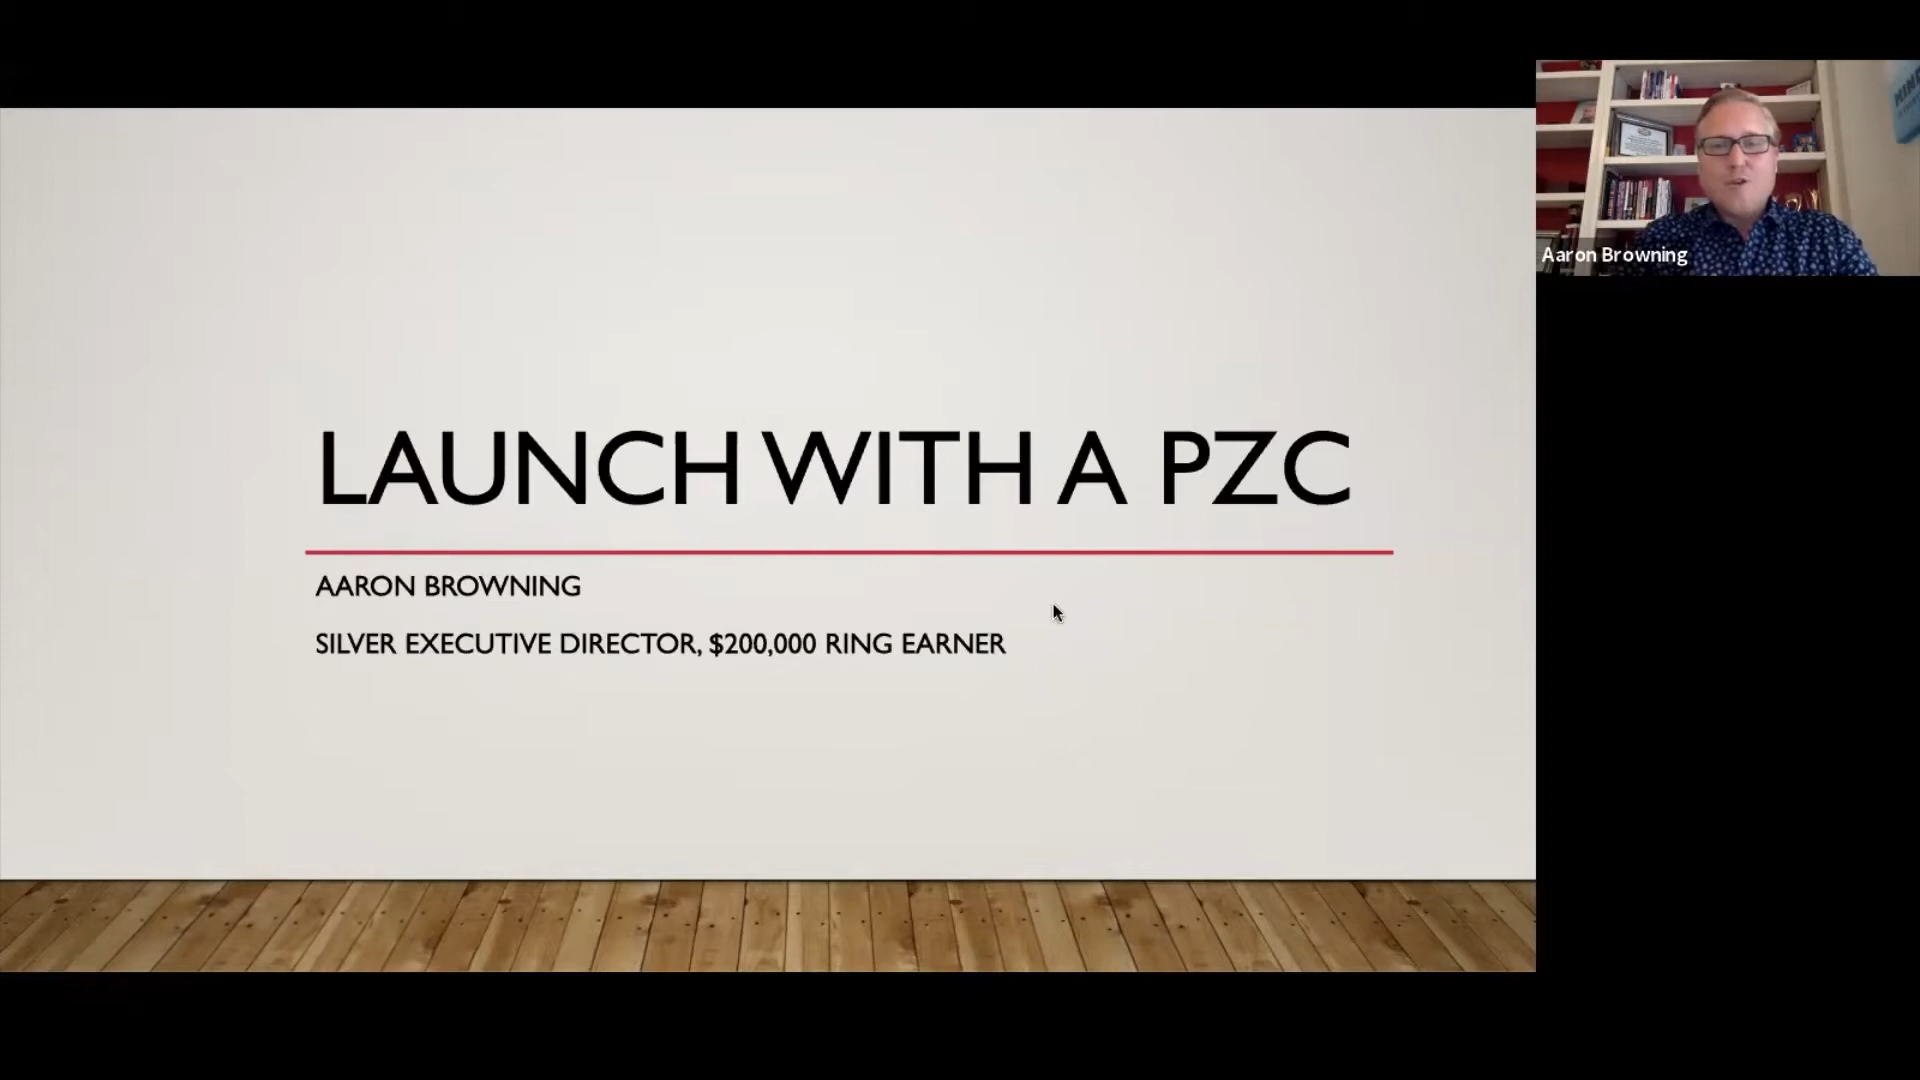 LAUNCH WITH A PZC
AARON BROWNING
SILVER EXECUTIVE DIRECTOR, $200,000 RING EARNER
Aaron Browning